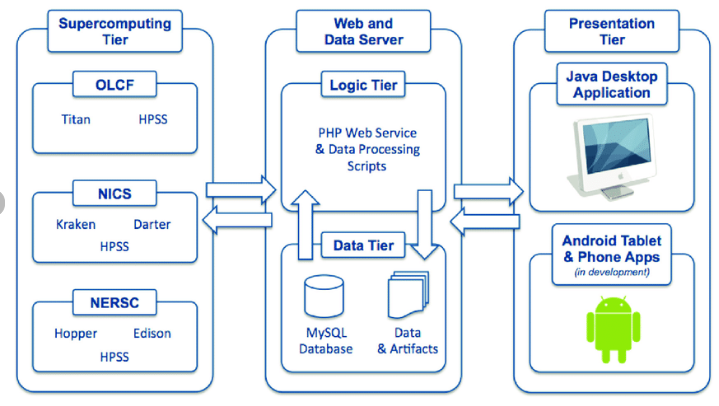 Supercomputing
Tier
OLCF
Titan HPSS
NICS
Kraken Darter
HPSS
NERSC
Hopper Edison
HPSS
Web and
Data Server
Logic Tier
PHP Web Service
& Data Processing
Scripts
Data Tier
MySQL
Database
Data
& Artifacts
Presentation
Tier
Java Desktop
Application
Android Tablet
& Phone Apps
(in development)